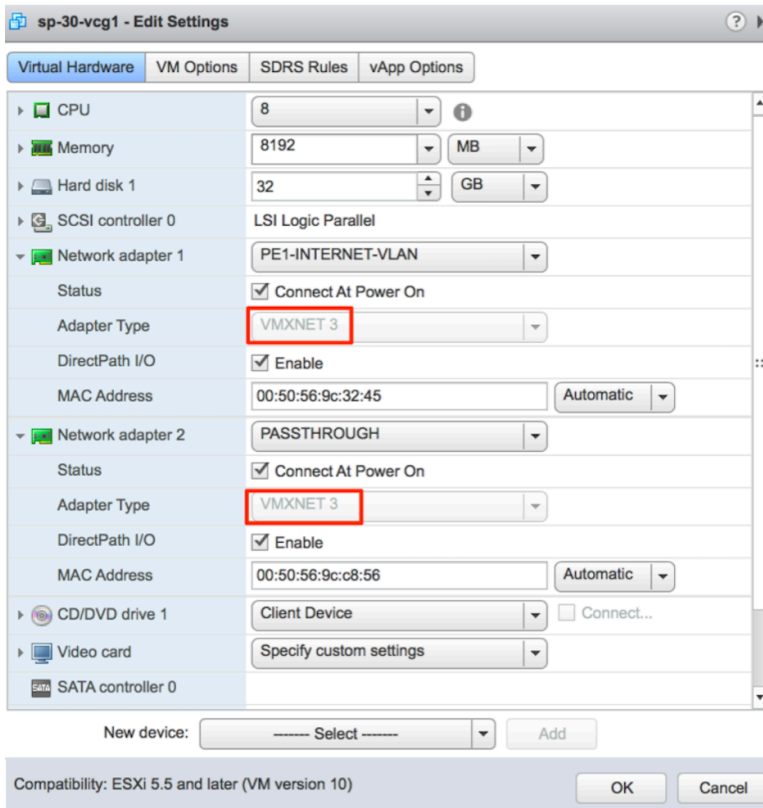 sp-30-vcg1 - Edit Settings ?
Virtual Hardware VM Options SDRS Rules vApp Options
CPU 8
Memory 8192 MB
Hard disk 1 32 GB
SCSI controller 0 LSI Logic Parallel
Network adapter 1 PE1-INTERNET-VLAN
Status Connect At Power On
Adapter Type VMXNET 3
DirectPath I/O Enable
MAC Address 00:50:56:9c:32:45 Automatic
Network adapter 2 PASSTHROUGH
Status Connect At Power On
Adapter Type VMXNET 3
DirectPath I/O Enable
MAC Address 00:50:56:9c:c8:56 Automatic
CD/DVD drive 1 Client Device Connect...
Video card Specify custom settings
SATA SATA controller 0
New device: ------- Select ------- Add
Compatibility: ESXi 5.5 and later (VM version 10) OK Cancel